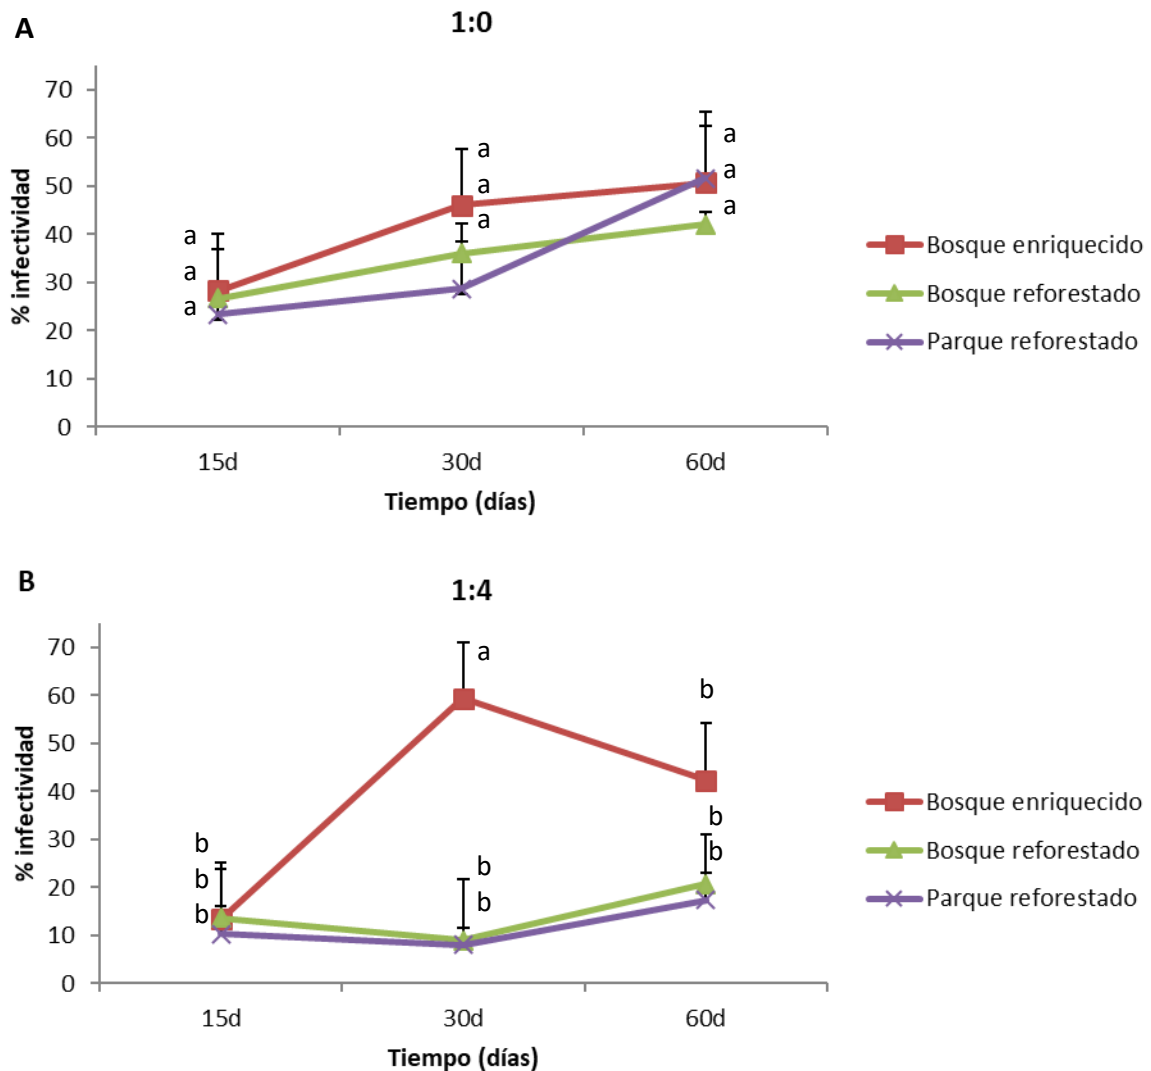 A
1:0
% infectividad
70
60
50
40
30
20
10
0
a
a
a
a
a
a
a
a
a
15d 30d 60d
Tiempo (días)
Bosque enriquecido
Bosque reforestado
Parque reforestado
B
1:4
% infectividad
70
60
50
40
30
20
10
0
b
b
b
a
b
b
b
b
b
15d 30d 60d
Tiempo (días)
Bosque enriquecido
Bosque reforestado
Parque reforestado